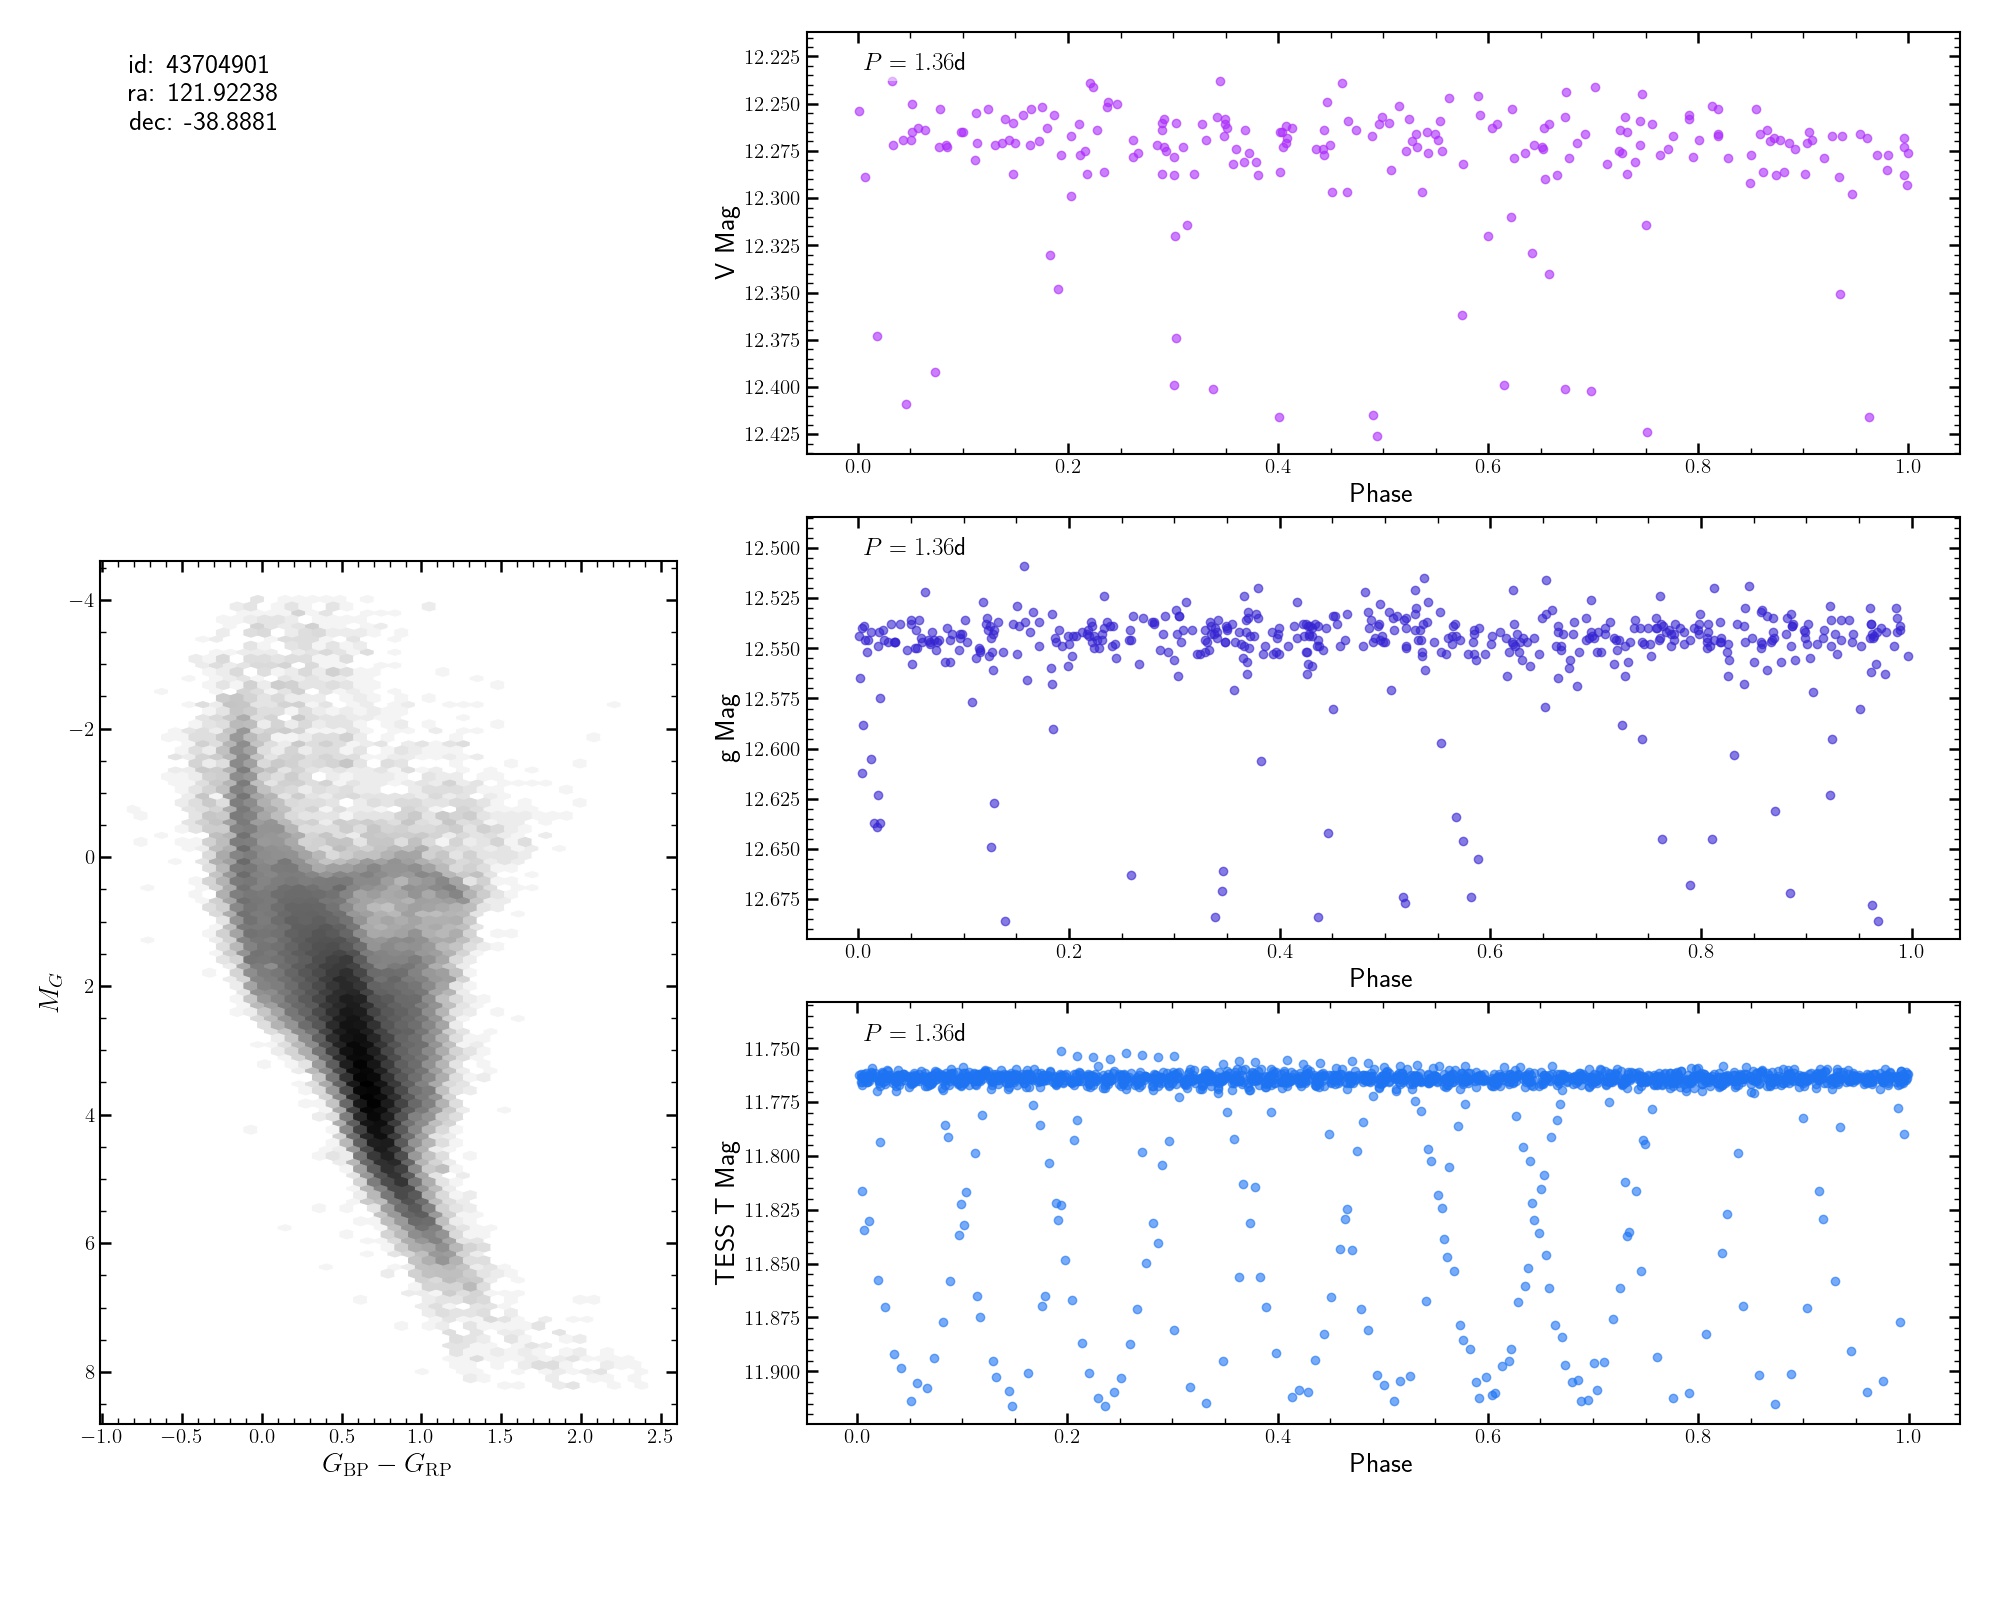 id: 43704901
ra: 121.92238
dec: -38.8881
P = 1.36d
12.225
12.250
12.275
12.300
12.325
12.350
12.375
12.400
12.425
V Mag
0.0 0.2 0.4 0.6 0.8 1.0
Phase
P = 1.36d
12.500
12.525
12.550
12.575
12.600
12.625
12.650
12.675
g Mag
0.0 0.2 0.4 0.6 0.8 1.0
Phase
−4
−2
0
2
4
6
8
M_G
−1.0 −0.5 0.0 0.5 1.0 1.5 2.0 2.5
G_BP − G_RP
P = 1.36d
11.750
11.775
11.800
11.825
11.850
11.875
11.900
TESS T Mag
0.0 0.2 0.4 0.6 0.8 1.0
Phase